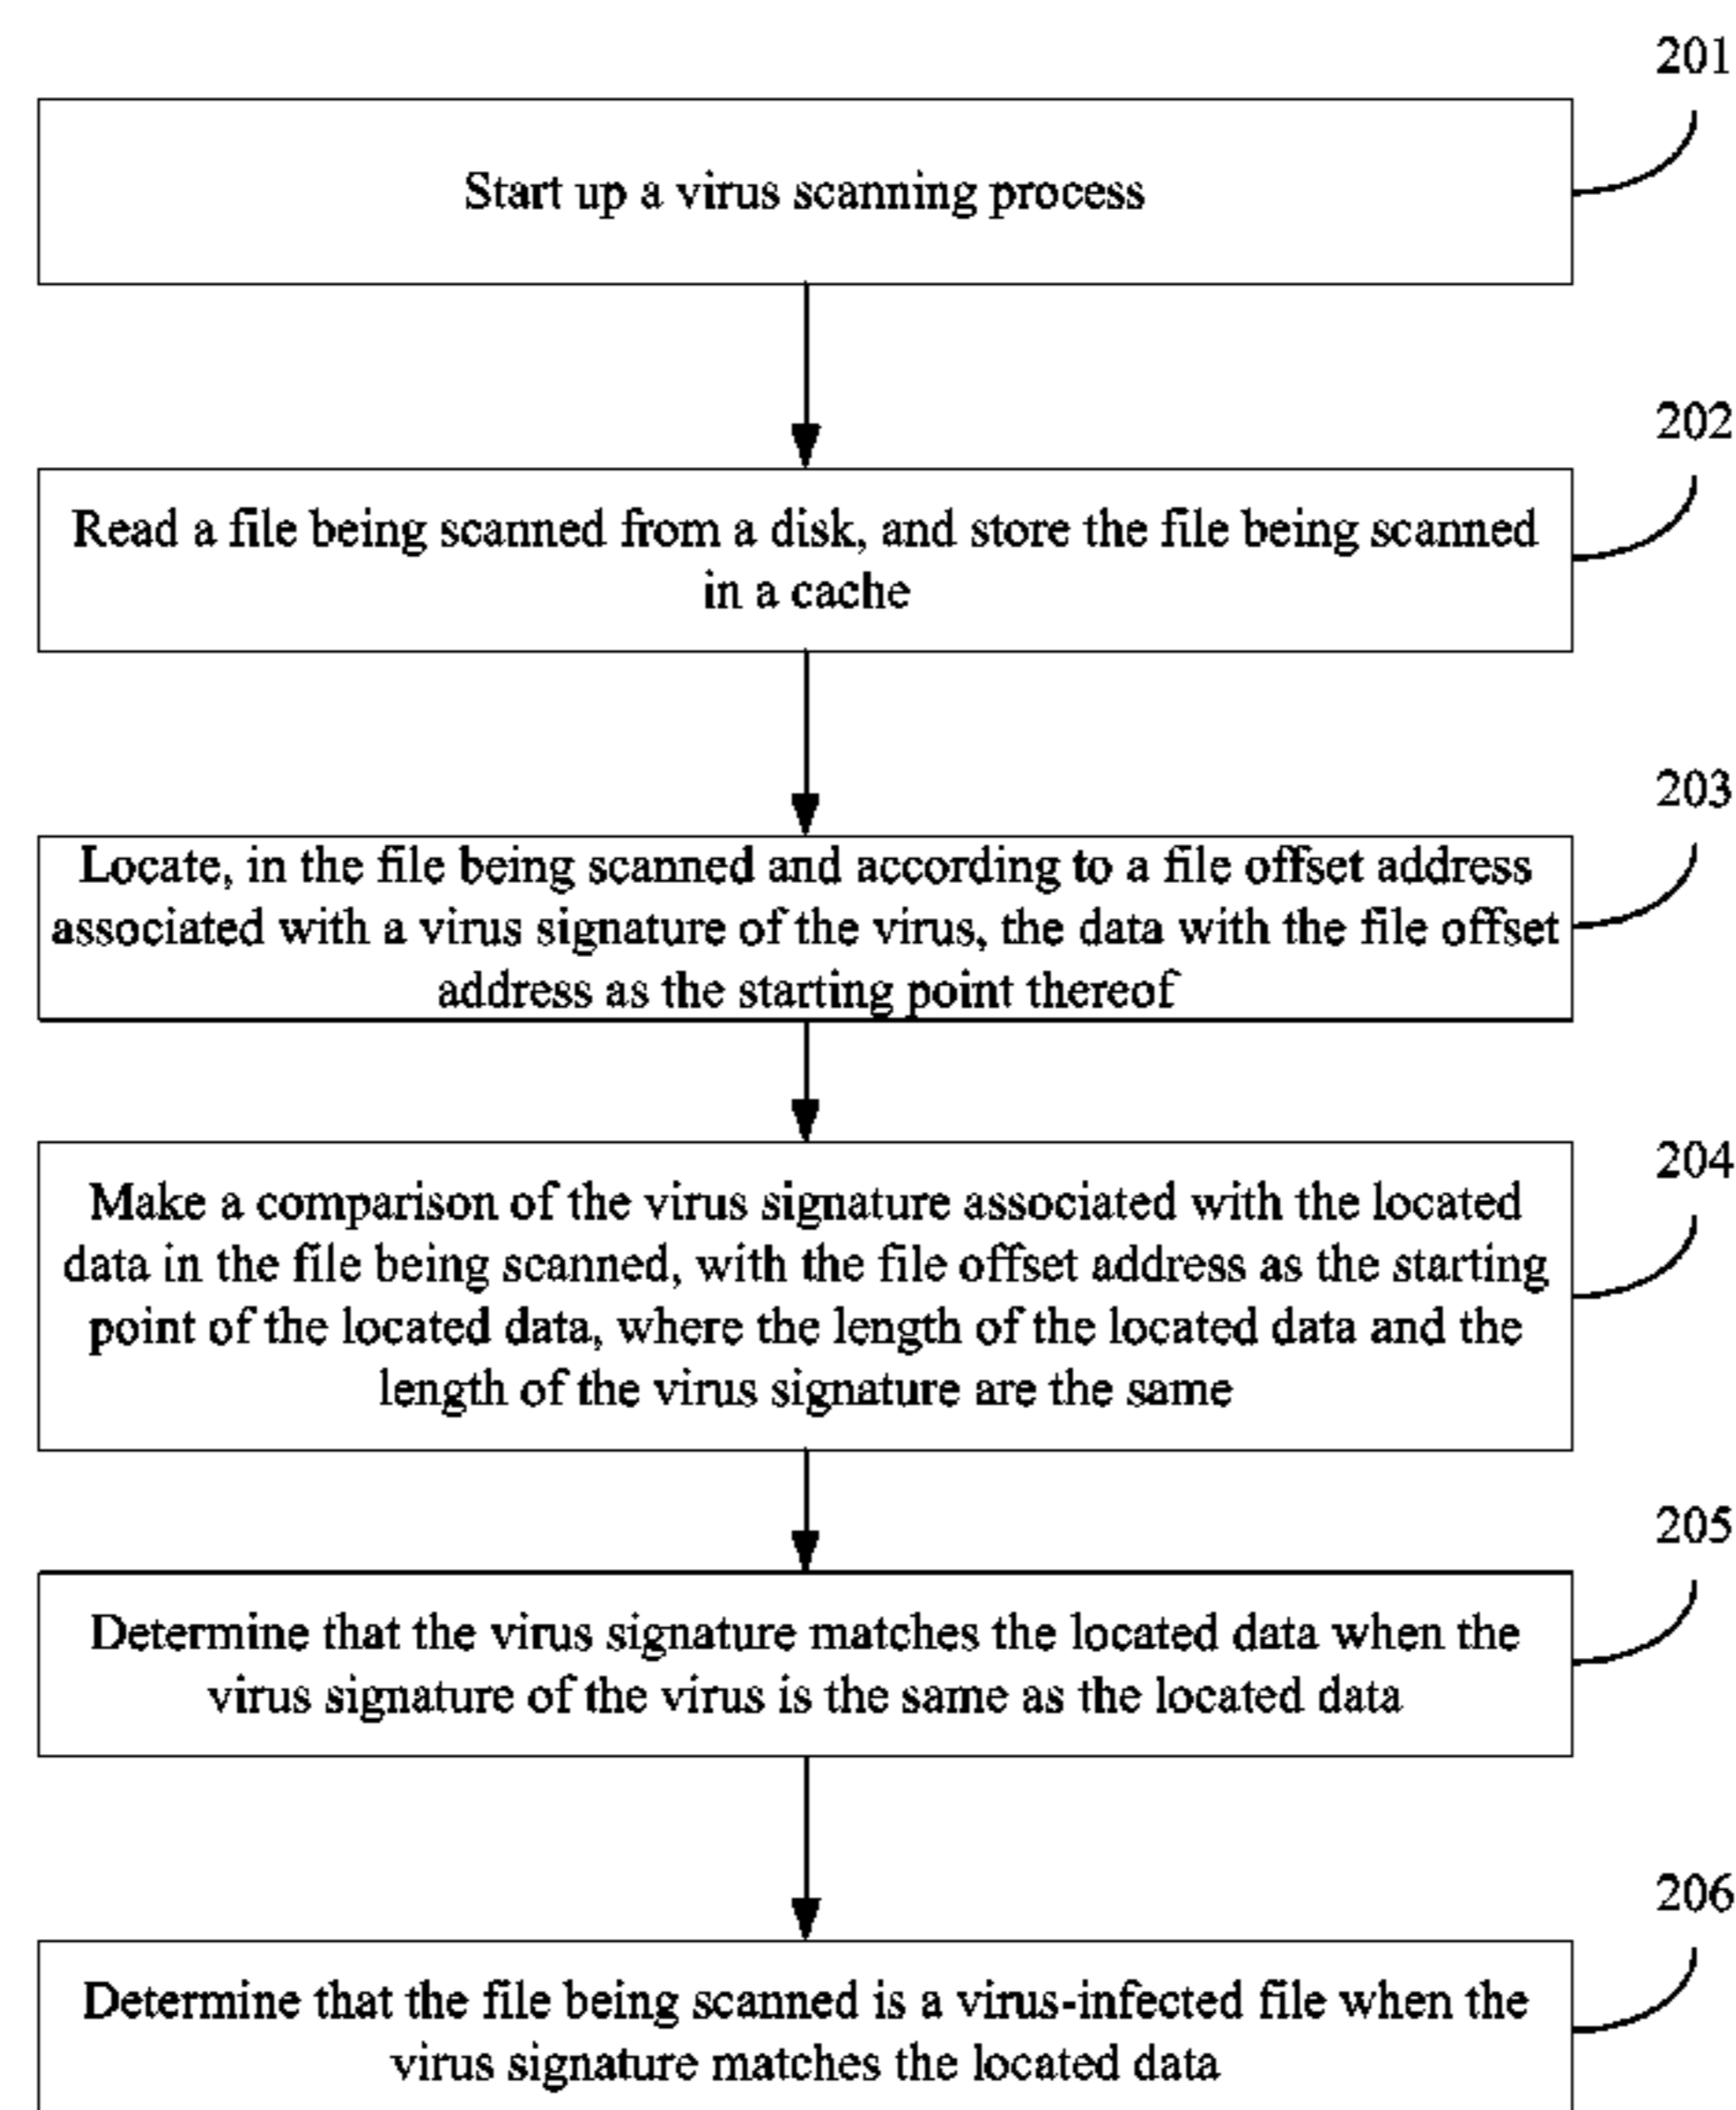 201
Start up a virus scanning process
202
Read a file being scanned from a disk, and store the file being scanned
in a cache
203
Locate, in the file being scanned and according to a file offset address
associated with a virus signature of the virus, the data with the file offset
address as the starting point thereof
204
Make a comparison of the virus signature associated with the located
data in the file being scanned, with the file offset address as the starting
point of the located data, where the length of the located data and the
length of the virus signature are the same
205
Determine that the virus signature matches the located data when the
virus signature of the virus is the same as the located data
206
Determine that the file being scanned is a virus-infected file when the
virus signature matches the located data